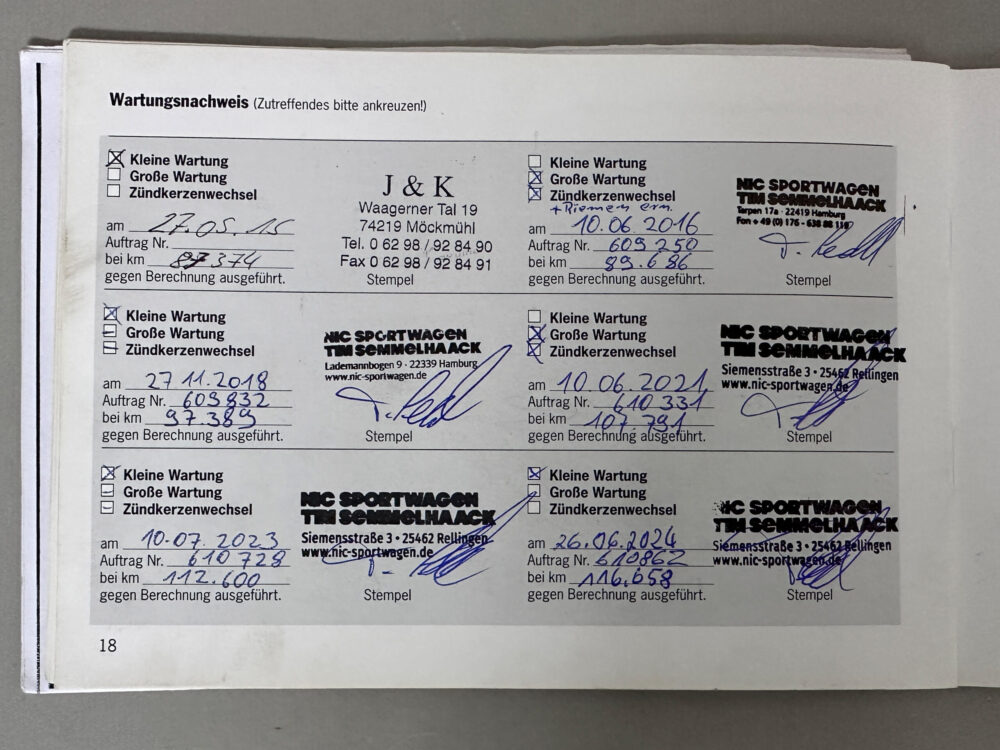 Wartungsnachweis (Zutreffendes bitte ankreuzen!)
Kleine Wartung
Große Wartung
Zündkerzenwechsel
am 27.05.15
Auftrag Nr.
bei km 87374
gegen Berechnung ausgeführt.
J & K
Waagerner Tal 19
74219 Möckmühl
Tel. 0 62 98 / 92 84 90
Fax 0 62 98 / 92 84 91
Stempel
Kleine Wartung
Große Wartung
Zündkerzenwechsel
+ Riemen ern.
am 10.06.2016
Auftrag Nr. 609250
bei km 89.686
gegen Berechnung ausgeführt.
NIC SPORTWAGEN
TIM SEMMELHAACK
Tarpen 17a · 22419 Hamburg
Fon + 49 (0) 176 - 638 88 110
Stempel
Kleine Wartung
Große Wartung
Zündkerzenwechsel
am 27 11.2018
Auftrag Nr. 609832
bei km 97.389
gegen Berechnung ausgeführt.
NIC SPORTWAGEN
TIM SEMMELHAACK
Lademannbogen 9 · 22339 Hamburg
www.nic-sportwagen.de
Stempel
Kleine Wartung
Große Wartung
Zündkerzenwechsel
am 10.06.2021
Auftrag Nr. 610331
bei km 107.791
gegen Berechnung ausgeführt.
NIC SPORTWAGEN
TIM SEMMELHAACK
Siemensstraße 3 • 25462 Rellingen
www.nic-sportwagen.de
Stempel
Kleine Wartung
Große Wartung
Zündkerzenwechsel
am 10.07.2023
Auftrag Nr. 610728
bei km 112.600
gegen Berechnung ausgeführt.
NIC SPORTWAGEN
TIM SEMMELHAACK
Siemensstraße 3 • 25462 Rellingen
www.nic-sportwagen.de
Stempel
Kleine Wartung
Große Wartung
Zündkerzenwechsel
am 26.06.2024
Auftrag Nr. 610862
bei km 116.658
gegen Berechnung ausgeführt.
NIC SPORTWAGEN
TIM SEMMELHAACK
Siemensstraße 3 • 25462 Rellingen
www.nic-sportwagen.de
Stempel
18